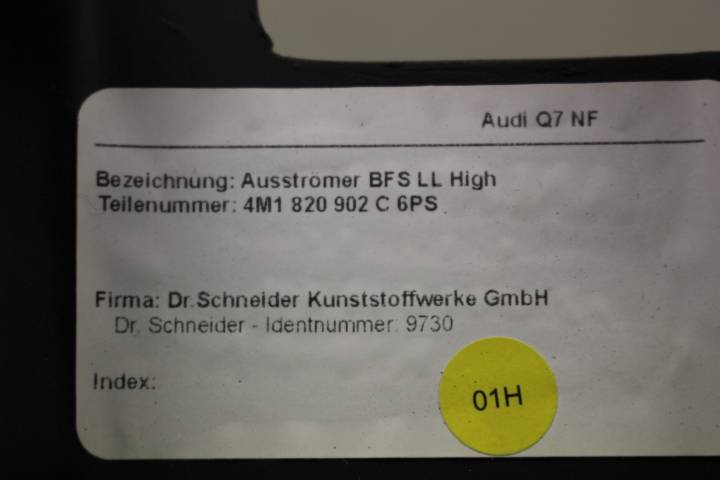 Audi Q7 NF
Bezeichnung: Ausströmer BFS LL High
Teilenummer: 4M1 820 902 C 6PS
Firma: Dr.Schneider Kunststoffwerke GmbH
Dr. Schneider - Identnummer: 9730
Index:
01H